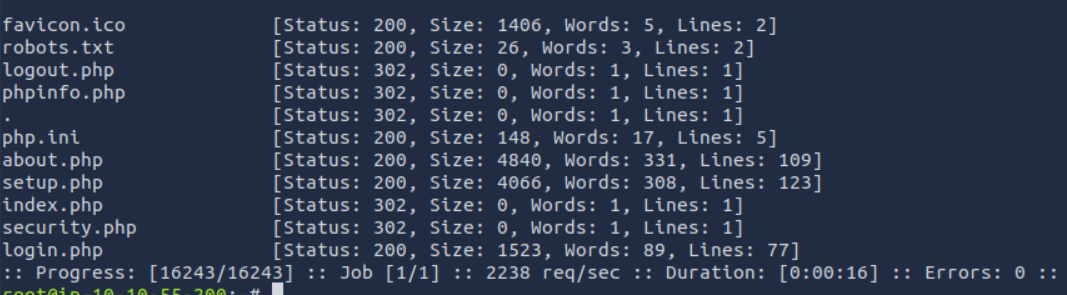 favicon.ico [Status: 200, Size: 1406, Words: 5, Lines: 2]
robots.txt [Status: 200, Size: 26, Words: 3, Lines: 2]
logout.php [Status: 302, Size: 0, Words: 1, Lines: 1]
phpinfo.php [Status: 302, Size: 0, Words: 1, Lines: 1]
. [Status: 302, Size: 0, Words: 1, Lines: 1]
php.ini [Status: 200, Size: 148, Words: 17, Lines: 5]
about.php [Status: 200, Size: 4840, Words: 331, Lines: 109]
setup.php [Status: 200, Size: 4066, Words: 308, Lines: 123]
index.php [Status: 302, Size: 0, Words: 1, Lines: 1]
security.php [Status: 302, Size: 0, Words: 1, Lines: 1]
login.php [Status: 200, Size: 1523, Words: 89, Lines: 77]
:: Progress: [16243/16243] :: Job [1/1] :: 2238 req/sec :: Duration: [0:00:16] :: Errors: 0 ::
root@ip-10-10-55-200:~#